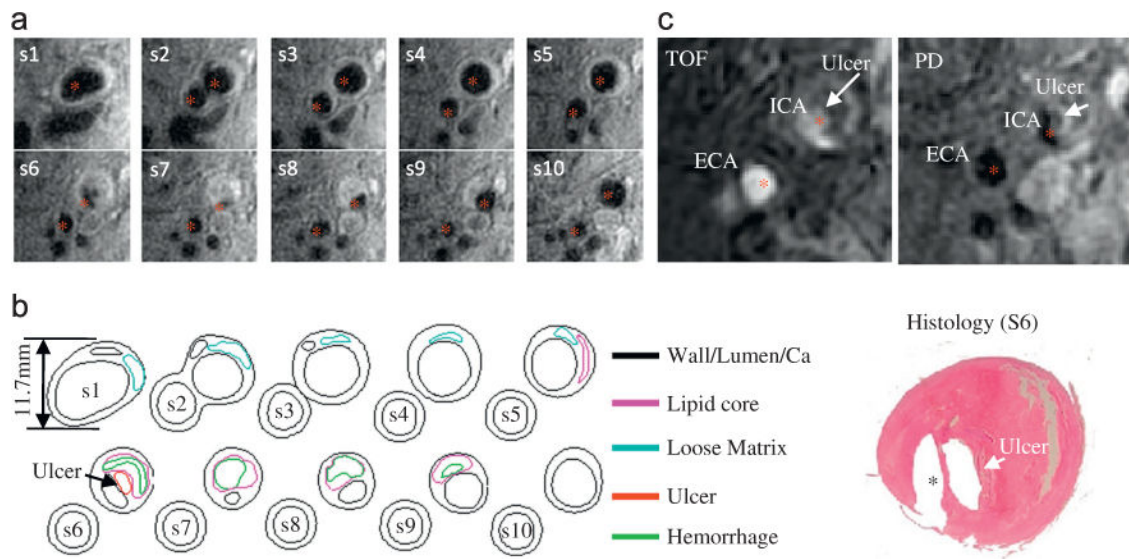 a
s1
s2
s3
s4
s5
s6
s7
s8
s9
s10
*
c
TOF
Ulcer
ICA
ECA
PD
Ulcer
ICA
ECA
b
11.7mm
s1
s2
s3
s4
s5
Ulcer
s6
s7
s8
s9
s10
Wall/Lumen/Ca
Lipid core
Loose Matrix
Ulcer
Hemorrhage
Histology (S6)
Ulcer
*